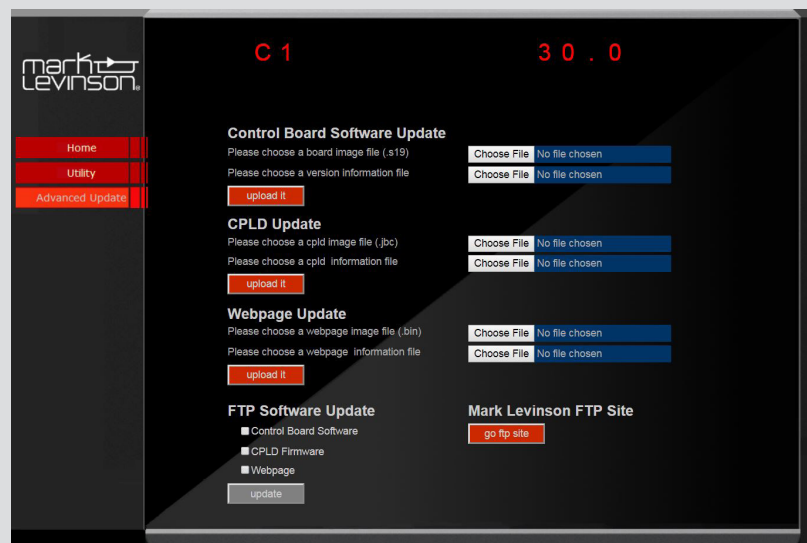 mark
Levinson®
C1
30.0
Home
Utility
Advanced Update
Control Board Software Update
Please choose a board image file (.s19)
Choose File No file chosen
Please choose a version information file
Choose File No file chosen
upload it
CPLD Update
Please choose a cpld image file (.jbc)
Choose File No file chosen
Please choose a cpld information file
Choose File No file chosen
upload it
Webpage Update
Please choose a webpage image file (.bin)
Choose File No file chosen
Please choose a webpage information file
Choose File No file chosen
upload it
FTP Software Update
Control Board Software
CPLD Firmware
Webpage
update
Mark Levinson FTP Site
go ftp site